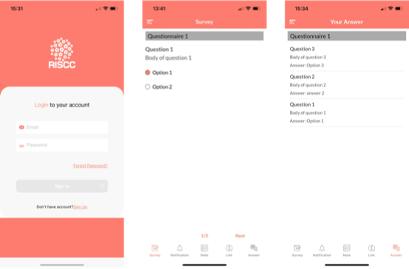 15:31
RISCC
Login to your account
Email
Password
Forgot Password?
Sign in
Don't have account? Sign Up
13:41
Survey
Questionnaire 1
Question 1
Body of question 1
Option 1
Option 2
1/3
Next
Survey
Notification
Note
Link
Answer
15:34
Your Answer
Questionnaire 1
Question 3
Body of question 3
Answer: Option 3
Question 2
Body of question 2
Answer: answer 2
Question 1
Body of question 1
Answer: Option 1
Survey
Notification
Note
Link
Answer